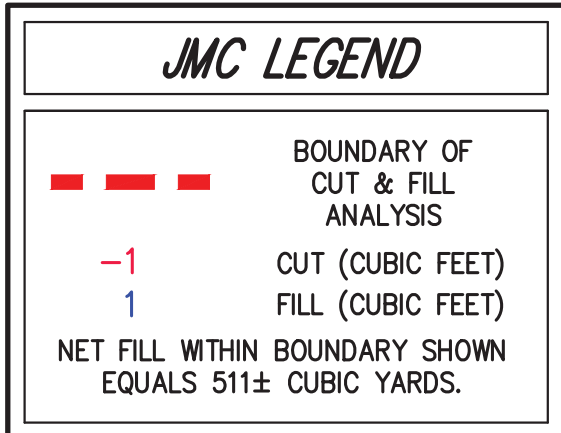 JMC LEGEND
BOUNDARY OF
CUT & FILL
ANALYSIS
−1 CUT (CUBIC FEET)
1 FILL (CUBIC FEET)
NET FILL WITHIN BOUNDARY SHOWN
EQUALS 511± CUBIC YARDS.